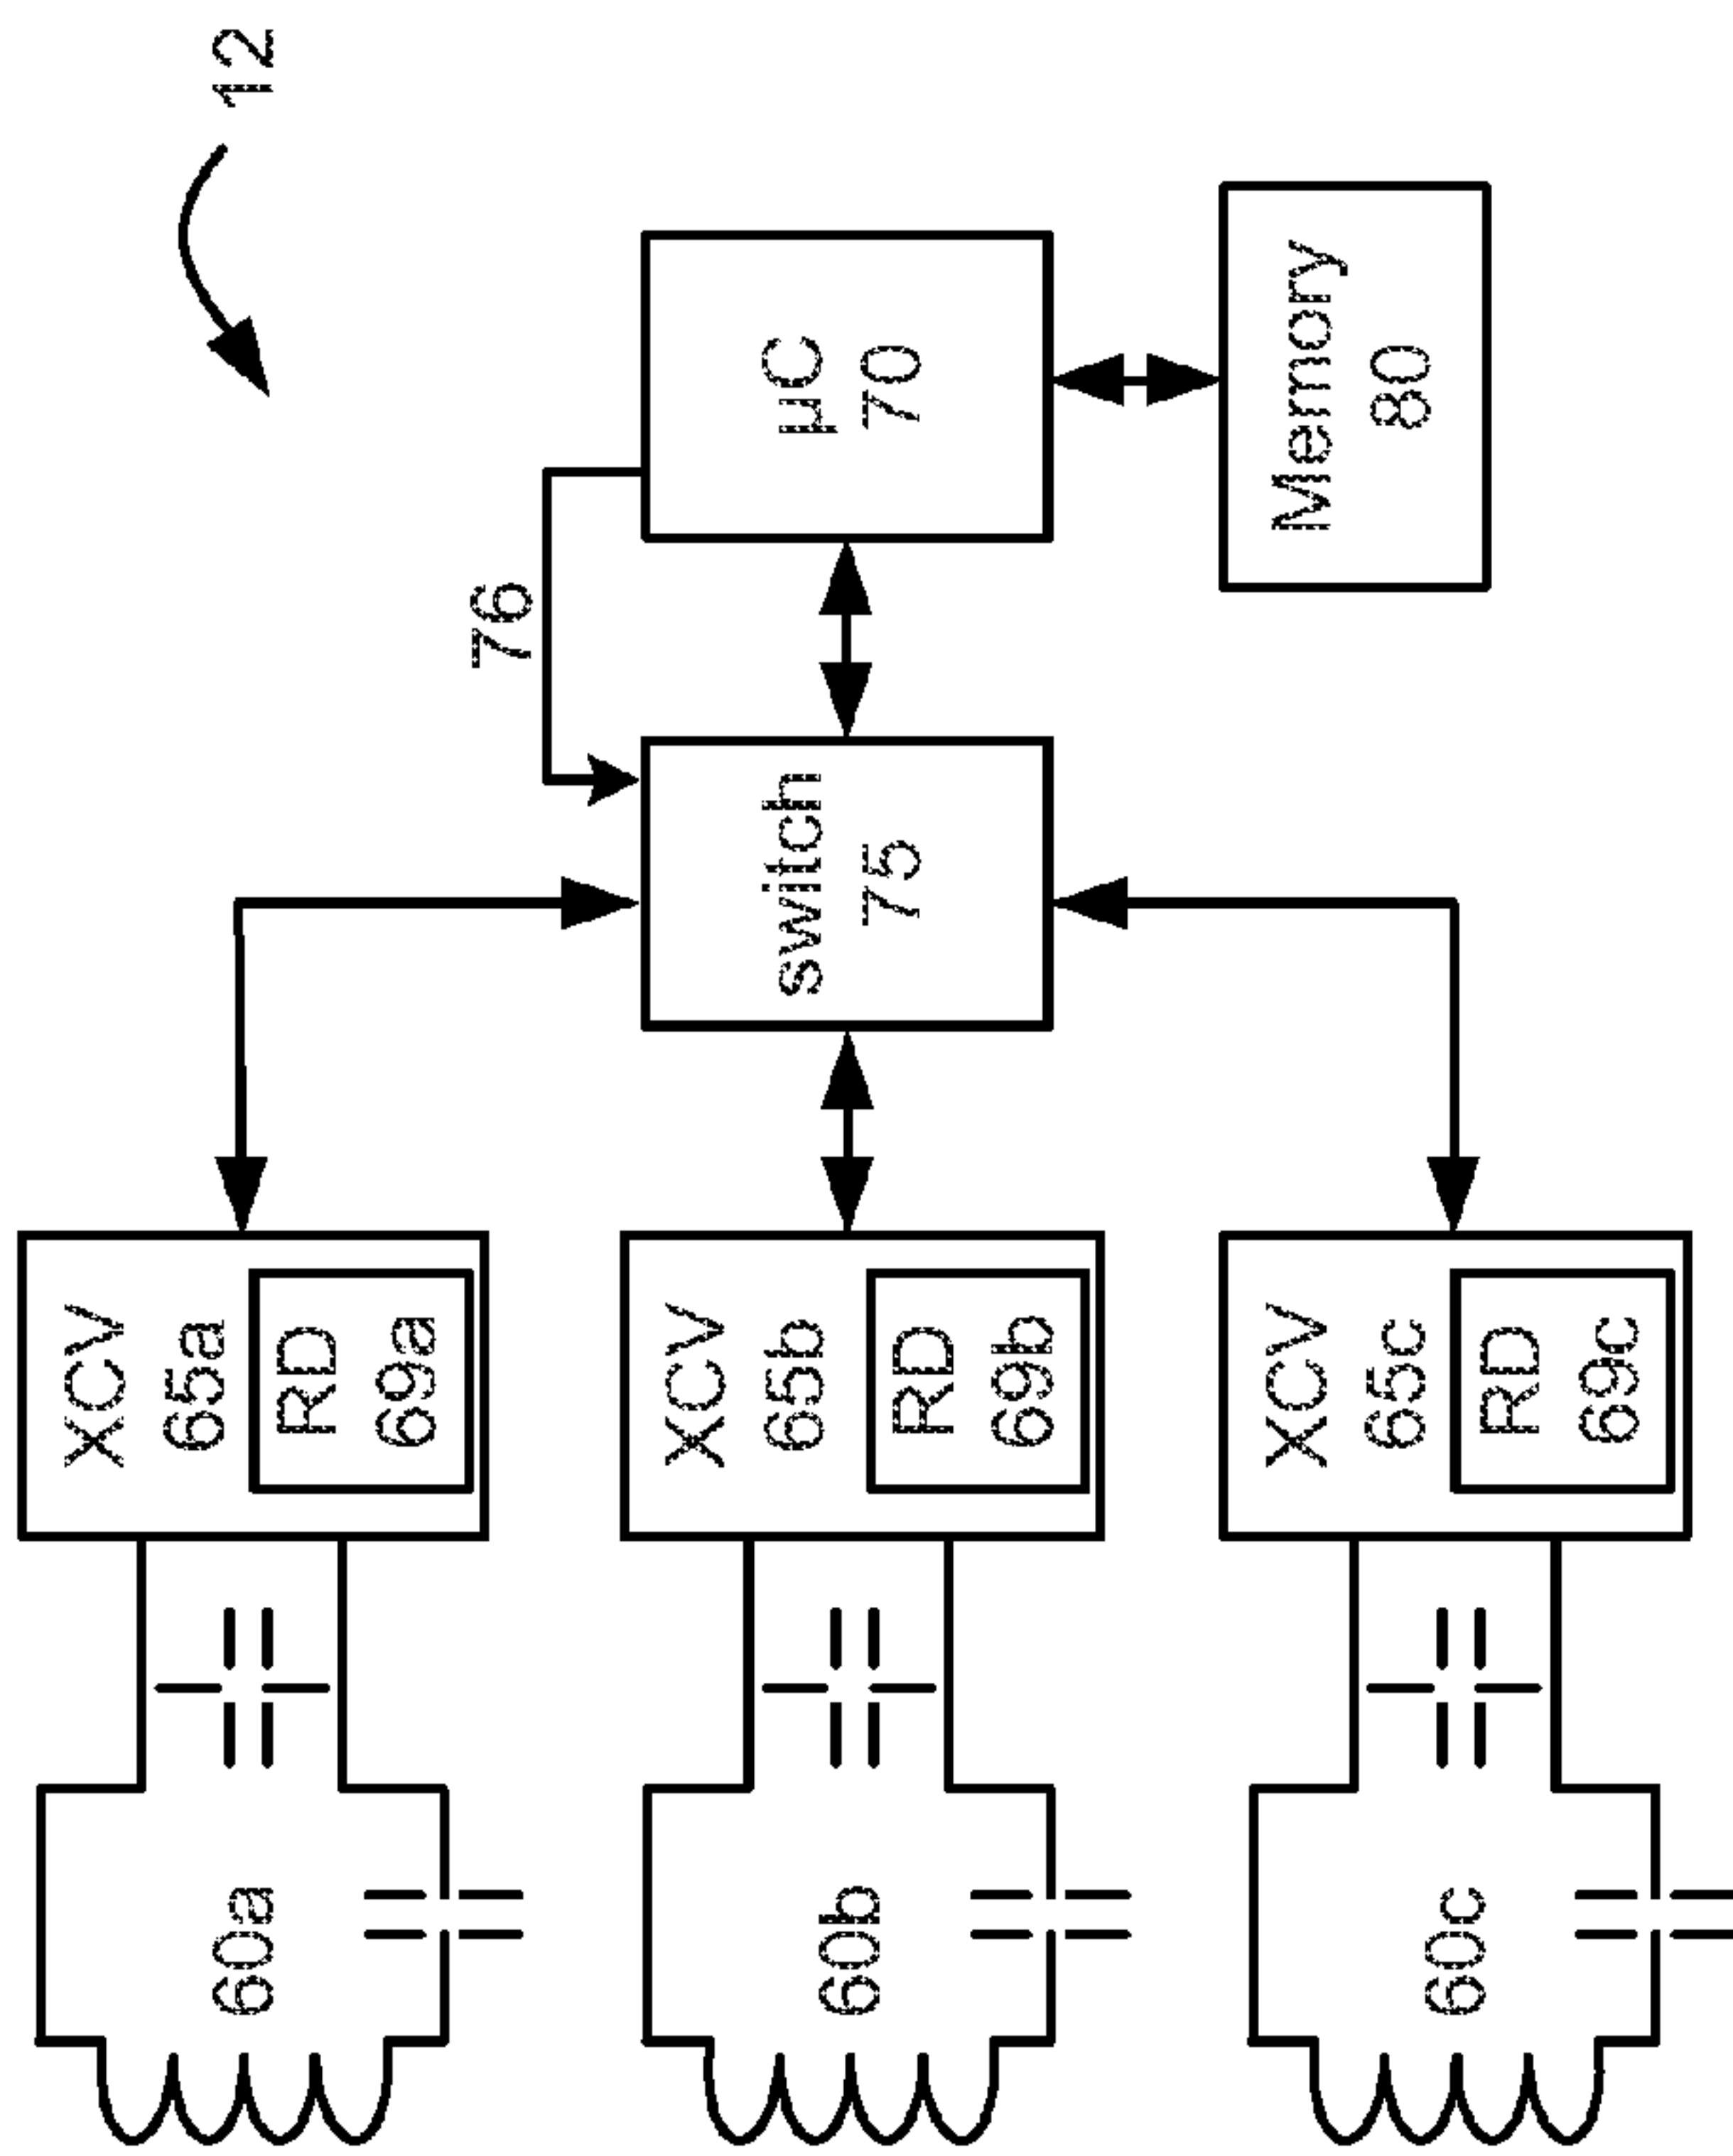 12
60a
XCV
65a
RD
69a
76
60b
XCV
65b
RD
69b
switch
75
µC
70
60c
XCV
65c
RD
69c
Memory
80